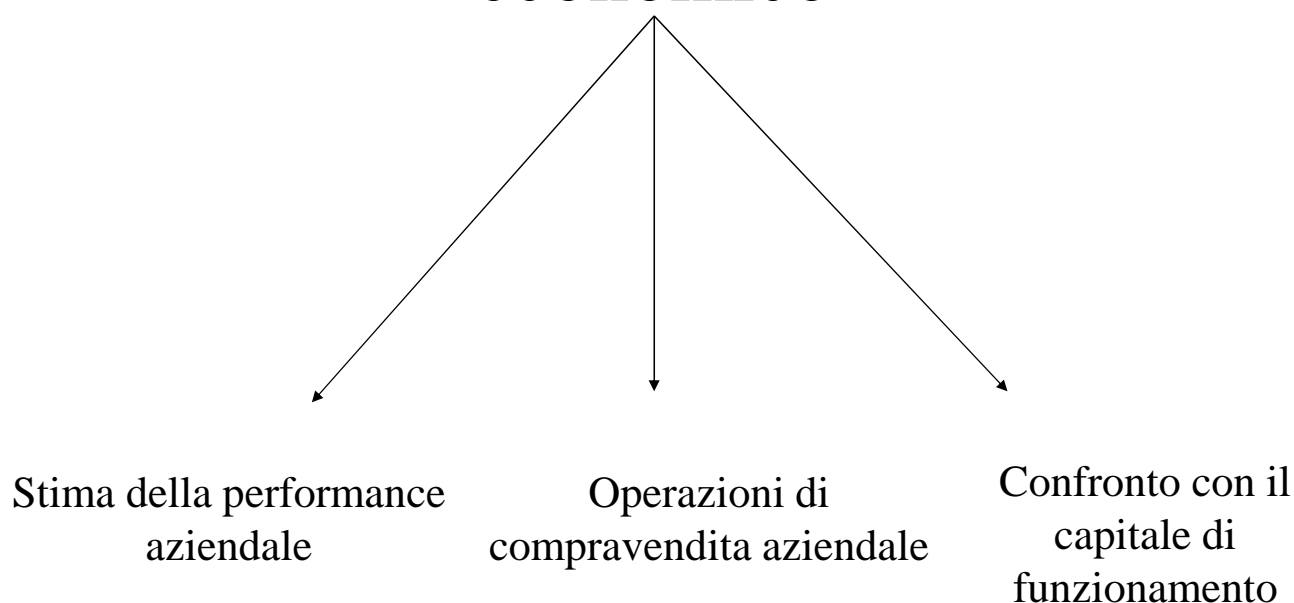 Stima della performance
aziendale
Operazioni di
compravendita aziendale
Confronto con il
capitale di
funzionamento